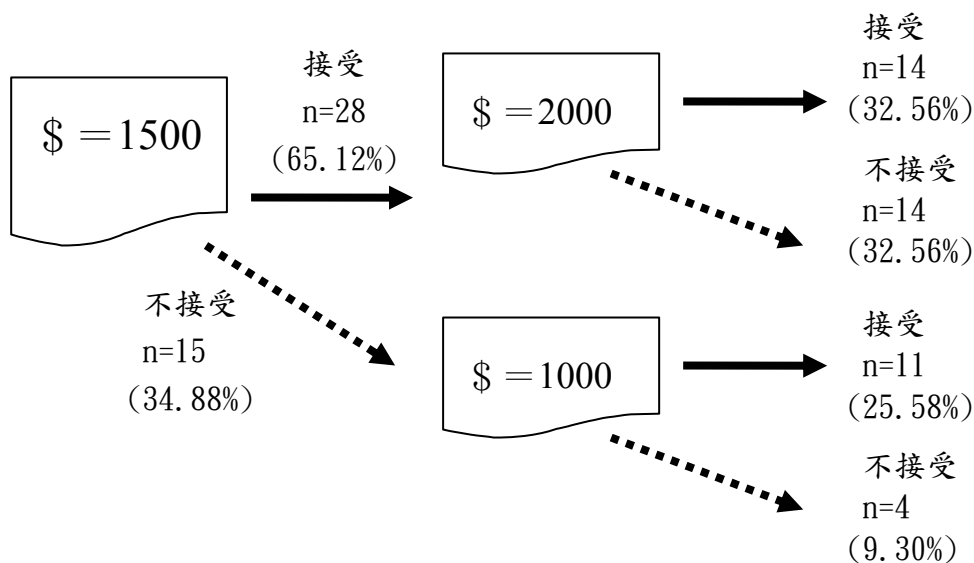 $＝1500
接受
n=28
(65.12%)
$＝2000
接受
n=14
(32.56%)
不接受
n=14
(32.56%)
不接受
n=15
(34.88%)
$＝1000
接受
n=11
(25.58%)
不接受
n=4
(9.30%)